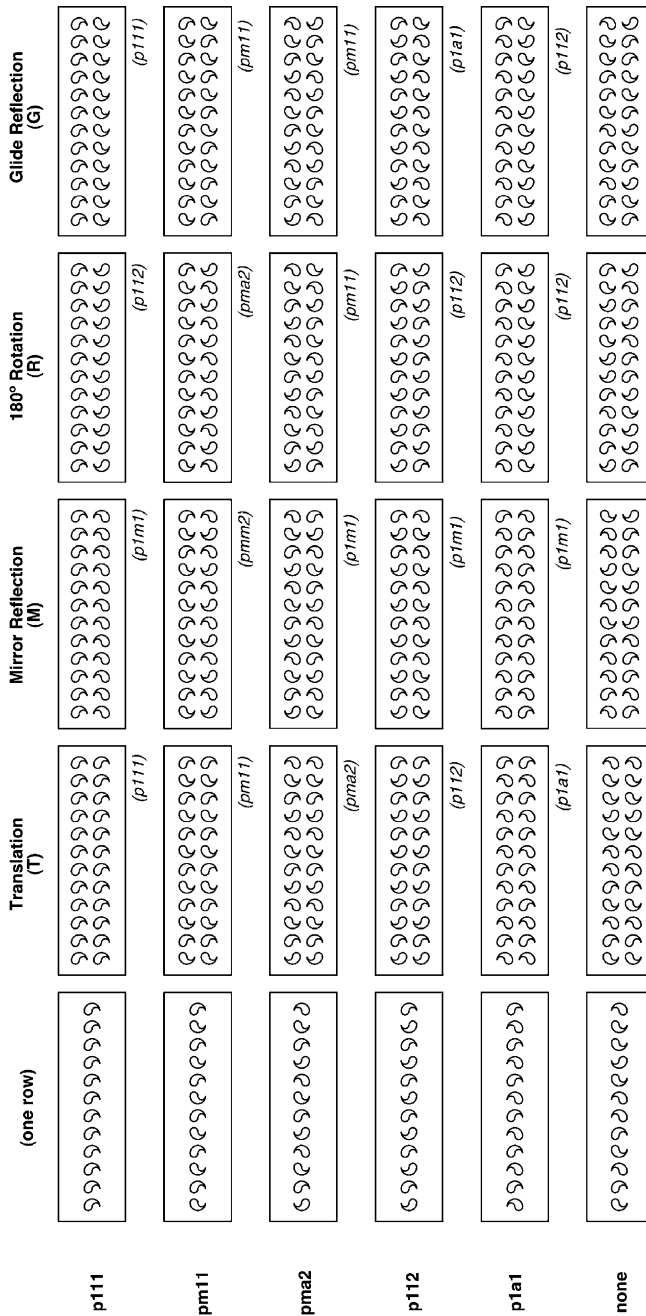 (one row)
Translation
(T)
Mirror Reflection
(M)
180º Rotation
(R)
Glide Reflection
(G)
p111
(p111)
(p1m1)
(p112)
(p111)
pm11
(pm11)
(pmm2)
(pma2)
(pm11)
pma2
(pma2)
(p1m1)
(pm11)
(pm11)
p112
(p112)
(p1m1)
(p112)
(p1a1)
p1a1
(p1a1)
(p1m1)
(p112)
(p112)
none